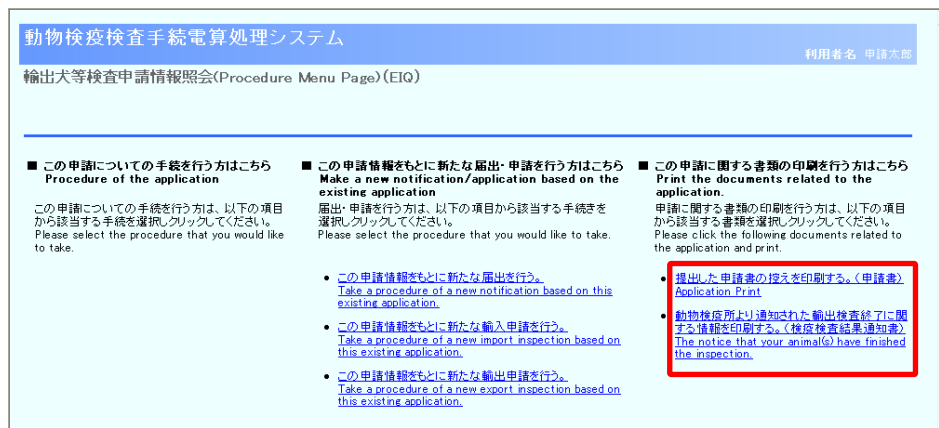 動物検疫検査手続電算処理システム
利用者名 申請太郎
輸出犬等検査申請情報照会(Procedure Menu Page)(EIQ)
■ この申請についての手続を行う方はこちら
Procedure of the application
この申請についての手続を行う方は、以下の項目
から該当する手続を選択しクリックしてください。
Please select the procedure that you would like
to take.
■ この申請情報をもとに新たな届出・申請を行う方はこちら
Make a new notification/application based on the
existing application
届出・申請を行う方は、以下の項目から該当する手続きを
選択しクリックしてください。
Please select the procedure that you would like to take.
• この申請情報をもとに新たな届出を行う。
Take a procedure of a new notification based on this
existing application.
• この申請情報をもとに新たな輸入申請を行う。
Take a procedure of a new import inspection based on
this existing application.
• この申請情報をもとに新たな輸出申請を行う。
Take a procedure of a new export inspection based on
this existing application.
■ この申請に関する書類の印刷を行う方はこちら
Print the documents related to the
application.
申請に関する書類の印刷を行う方は、以下の項目
から該当する書類を選択しクリックしてください。
Please click the following documents related to
the application and print.
• 提出した申請書の控えを印刷する。(申請書)
Application Print
• 動物検疫所より通知された輸出検査終了に関
する情報を印刷する。(検疫検査結果通知書)
The notice that your animal(s) have finished
the inspection.